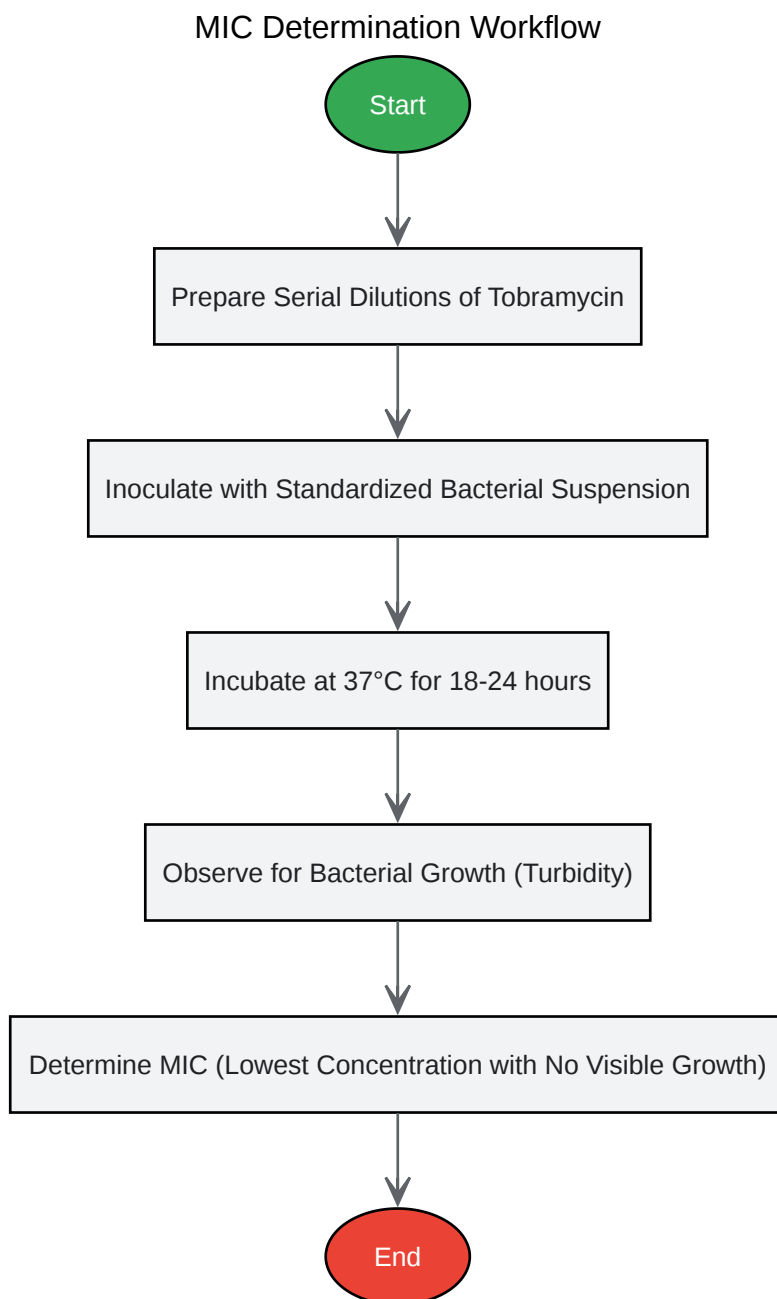 MIC Determination Workflow
Start
Prepare Serial Dilutions of Tobramycin
Inoculate with Standardized Bacterial Suspension
Incubate at 37°C for 18-24 hours
Observe for Bacterial Growth (Turbidity)
Determine MIC (Lowest Concentration with No Visible Growth)
End